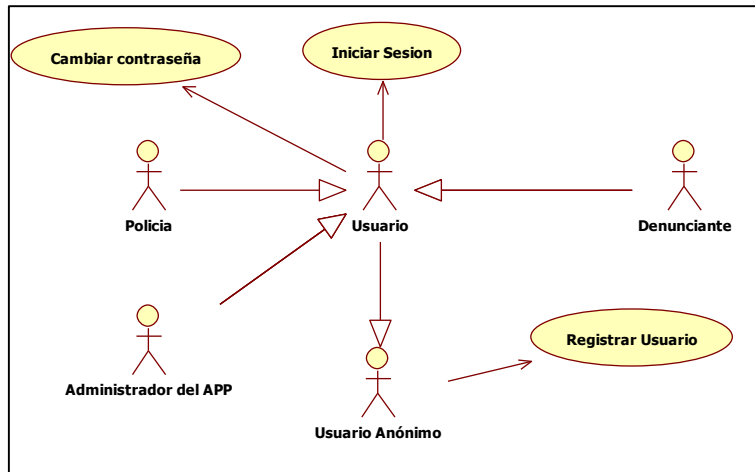 Cambiar contraseña
Iniciar Sesion
Policia
Usuario
Denunciante
Administrador del APP
Registrar Usuario
Usuario Anónimo